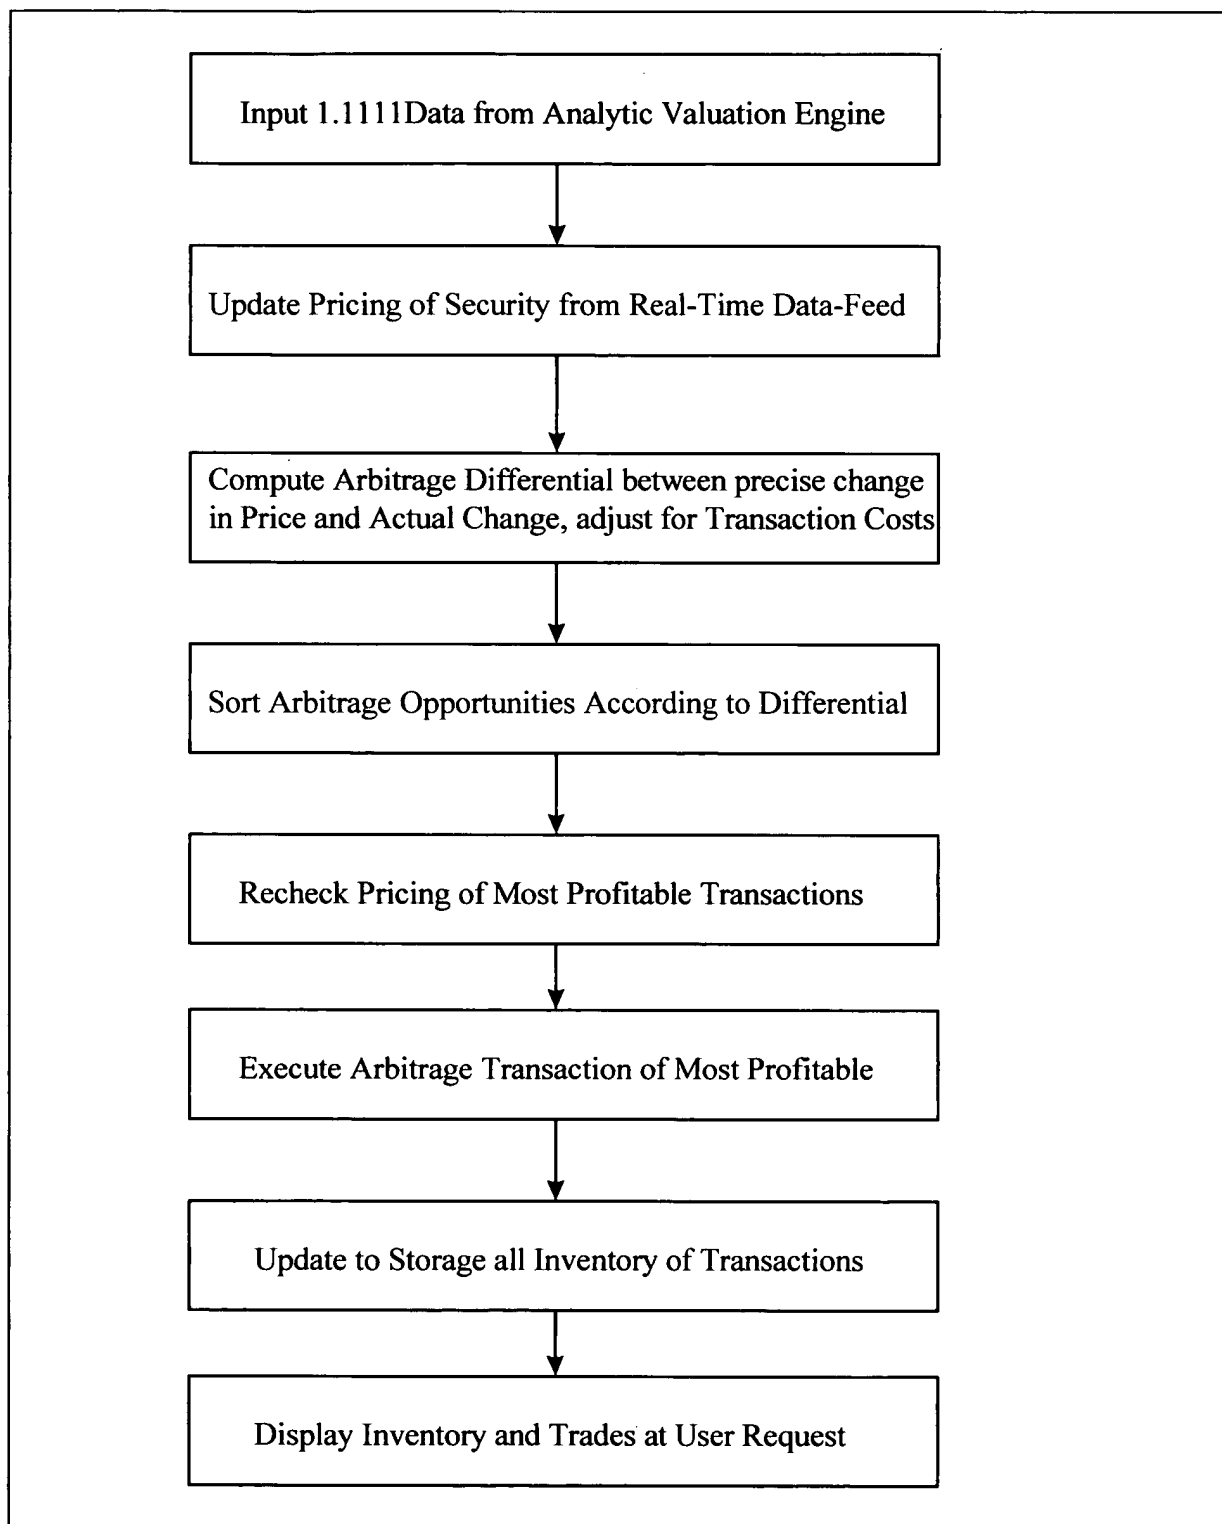 Input 1.1111Data from Analytic Valuation Engine
Update Pricing of Security from Real-Time Data-Feed
Compute Arbitrage Differential between precise change
in Price and Actual Change, adjust for Transaction Costs
Sort Arbitrage Opportunities According to Differential
Recheck Pricing of Most Profitable Transactions
Execute Arbitrage Transaction of Most Profitable
Update to Storage all Inventory of Transactions
Display Inventory and Trades at User Request